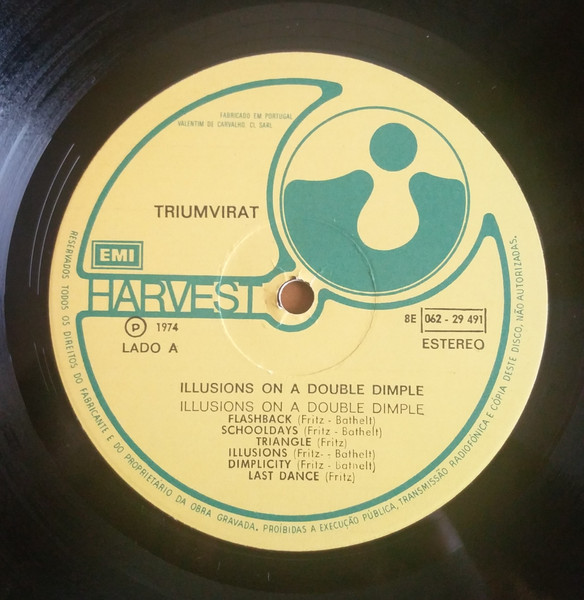 FABRICADO EM PORTUGAL
VALENTIM DE CARVALHO, CI, SARL
TRIUMVIRAT
EMI
HARVEST
℗ 1974
LADO A
8E 062 - 29 491
ESTEREO
ILLUSIONS ON A DOUBLE DIMPLE
ILLUSIONS ON A DOUBLE DIMPLE
FLASHBACK (Fritz - Bathelt)
SCHOOLDAYS (Fritz - Bathelt)
TRIANGLE (Fritz)
ILLUSIONS (Fritz- - Bathelt)
DIMPLICITY (Fritz - Bathelt)
LAST DANCE (Fritz)
RESERVADOS TODOS OS DIREITOS DO FABRICANTE E DO PROPRIETÁRIO DA OBRA GRAVADA. PROÍBIDAS A EXECUÇÃO PÚBLICA, TRANSMISSÃO RADIOFÓNICA E CÓPIA DESTE DISCO, NÃO AUTORIZADAS.